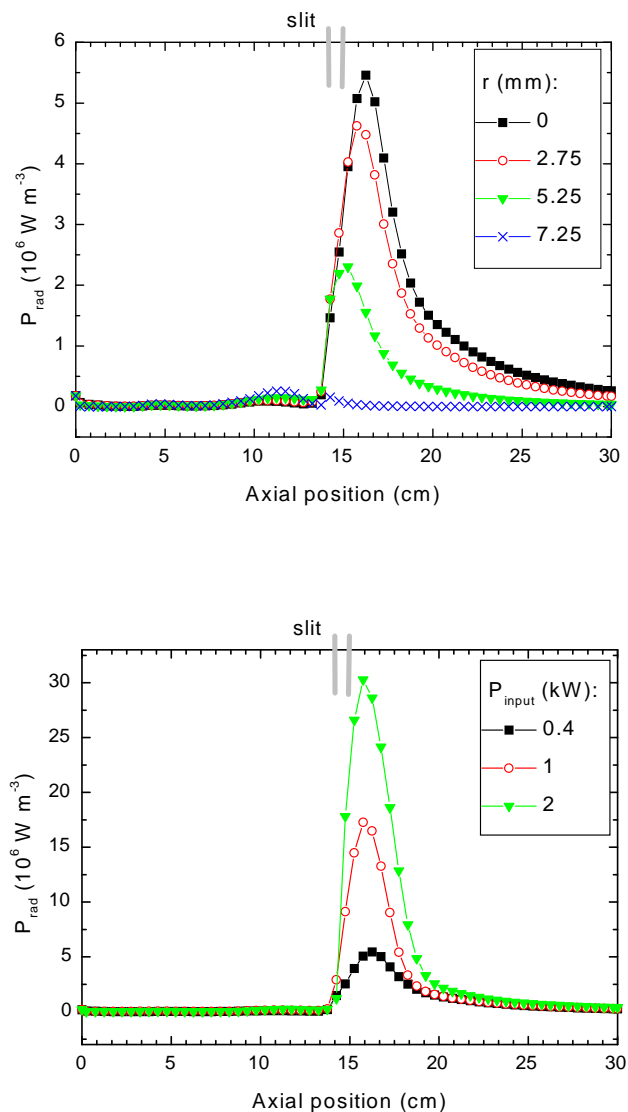 slit
r (mm):
0
2.75
5.25
7.25
6
5
4
3
2
1
0
P_rad (10^6 W m^-3)
0 5 10 15 20 25 30
Axial position (cm)
slit
P_input (kW):
0.4
1
2
30
25
20
15
10
5
0
P_rad (10^6 W m^-3)
0 5 10 15 20 25 30
Axial position (cm)